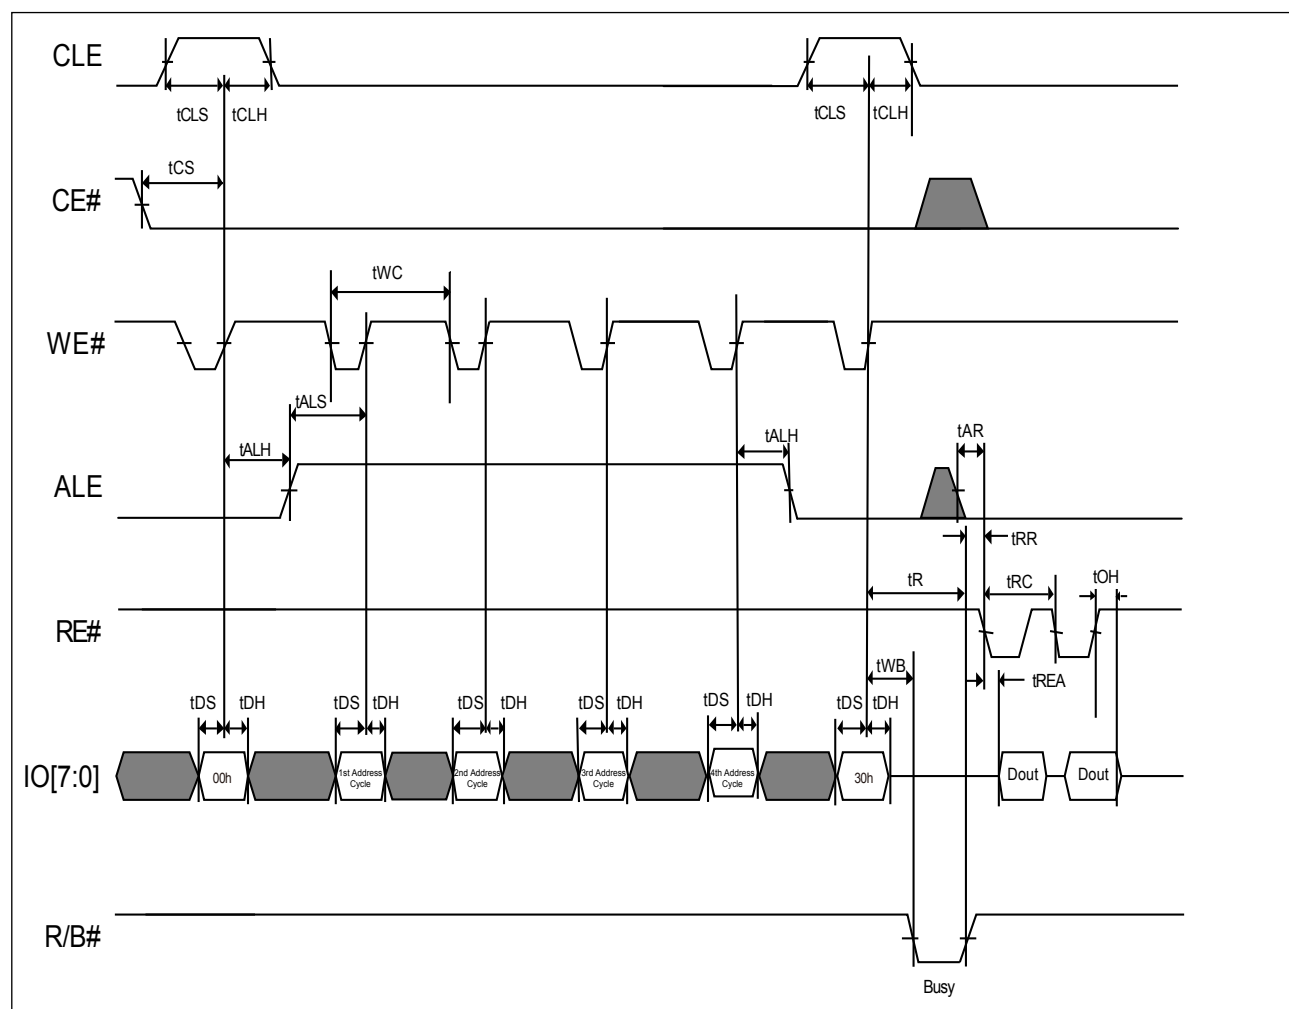 CLE
tCLS tCLH
tCLS tCLH
tCS
CE#
tWC
WE#
tALS
tALH
tALH
tAR
ALE
tRR
tR
tRC
tOH
RE#
tWB
tREA
tDS tDH
tDS tDH
tDS tDH
tDS tDH
tDS tDH
tDS tDH
IO[7:0]
00h
1st Address
Cycle
2nd Address
Cycle
3rd Address
Cycle
4th Address
Cycle
30h
Dout
Dout
R/B#
Busy